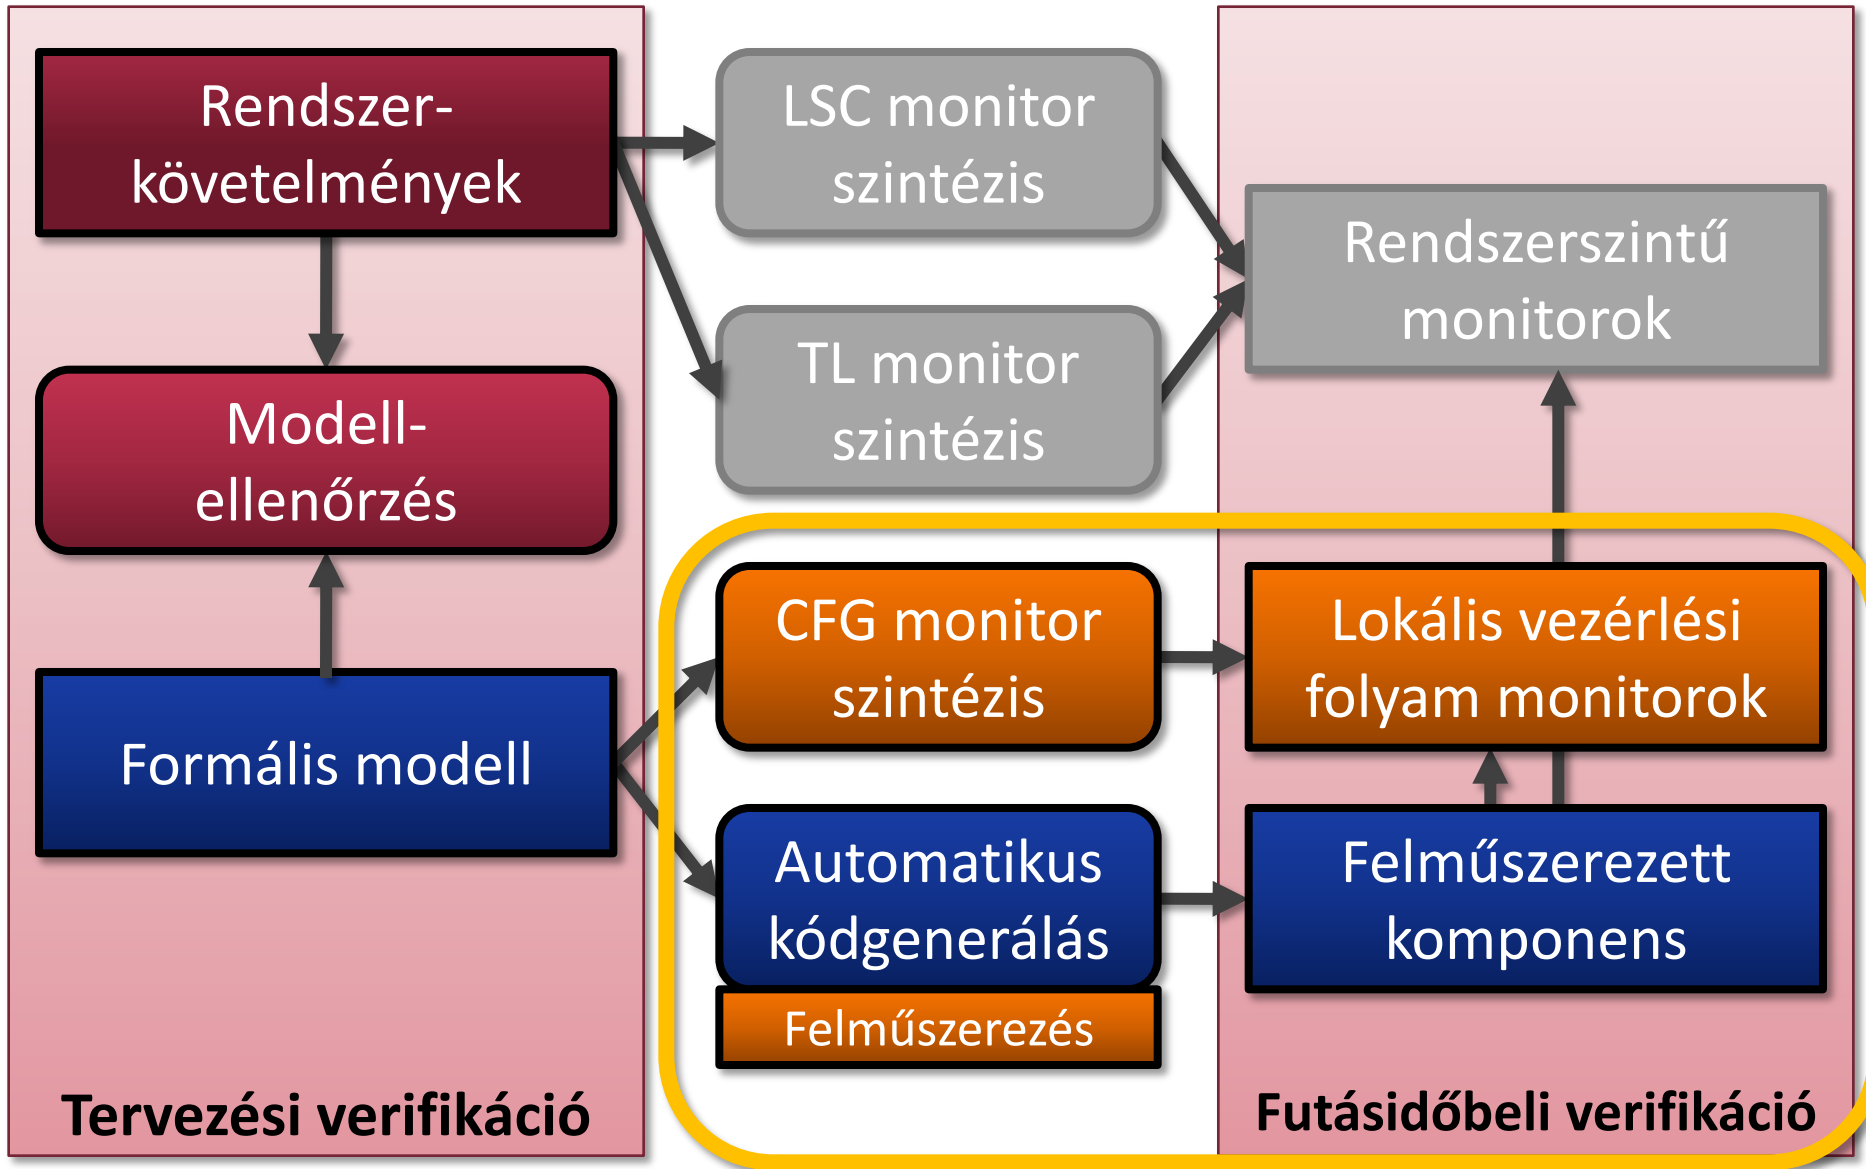 Rendszer-
követelmények
Modell-
ellenőrzés
Formális modell
Tervezési verifikáció
LSC monitor
szintézis
TL monitor
szintézis
CFG monitor
szintézis
Automatikus
kódgenerálás
Felműszerezés
Rendszerszintű
monitorok
Lokális vezérlési
folyam monitorok
Felműszerezett
komponens
Futásidőbeli verifikáció